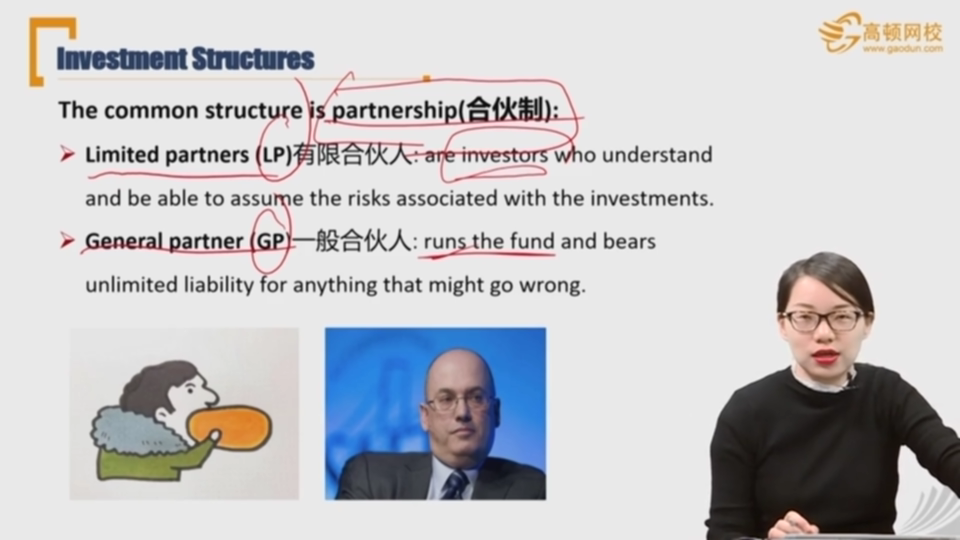 高顿网校
www.gaodun.com
Investment Structures
The common structure is partnership(合伙制):
Limited partners (LP)有限合伙人: are investors who understand
and be able to assume the risks associated with the investments.
General partner (GP)一般合伙人: runs the fund and bears
unlimited liability for anything that might go wrong.